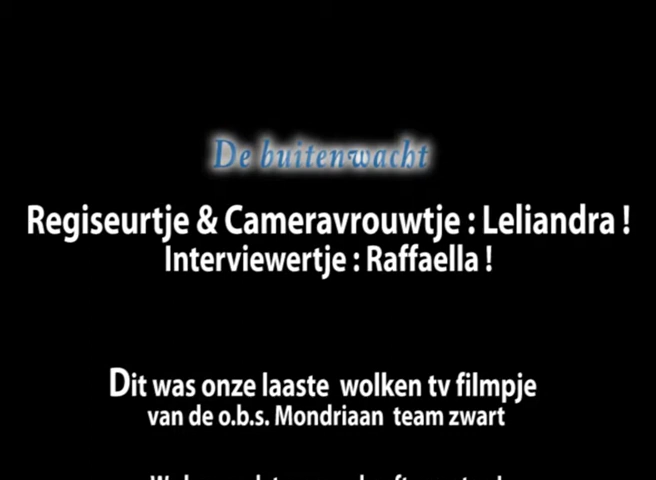 De buitenwacht
Regiseurtje & Cameravrouwtje : Leliandra !
Interviewertje : Raffaella !
Dit was onze laaste wolken tv filmpje
van de o.b.s. Mondriaan team zwart